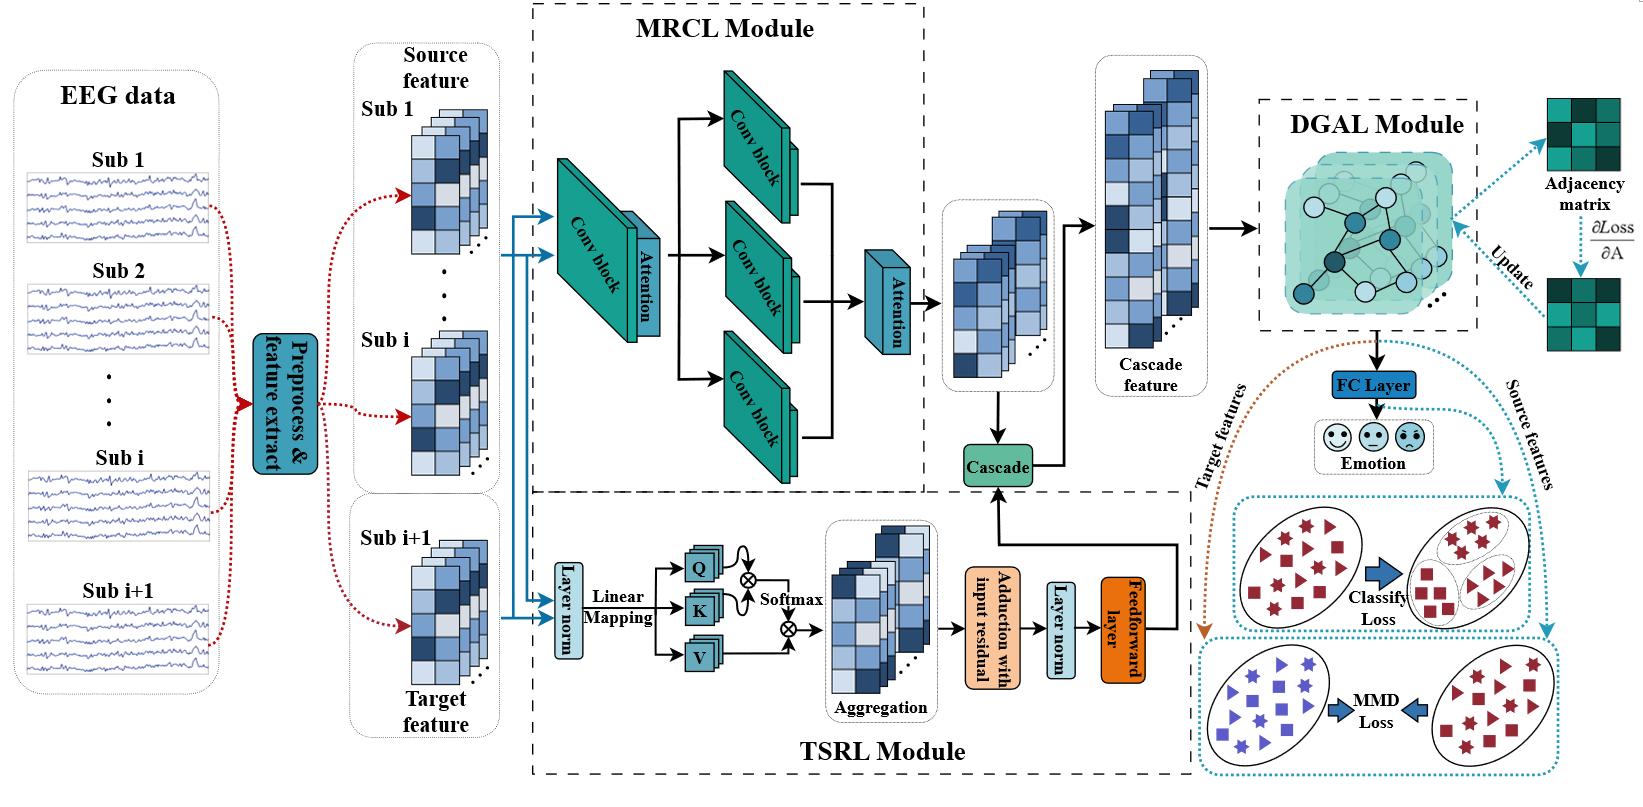 EEG data
Sub 1
Sub 2
Sub i
Sub i+1
Preprocess &
feature extract
Source
feature
Sub 1
Sub i
Sub i+1
Target
feature
MRCL Module
Conv block
Attention
Conv block
Conv block
Conv block
Attention
Cascade
Cascade
feature
DGAL Module
Adjacency
matrix
∂Loss
∂A
Update
FC Layer
Emotion
Target features
Source features
Classify
Loss
MMD
Loss
Layer norm
Linear
Mapping
Q
K
V
Softmax
Aggregation
Adduction with
input residual
Layer norm
Feedforward
layer
TSRL Module